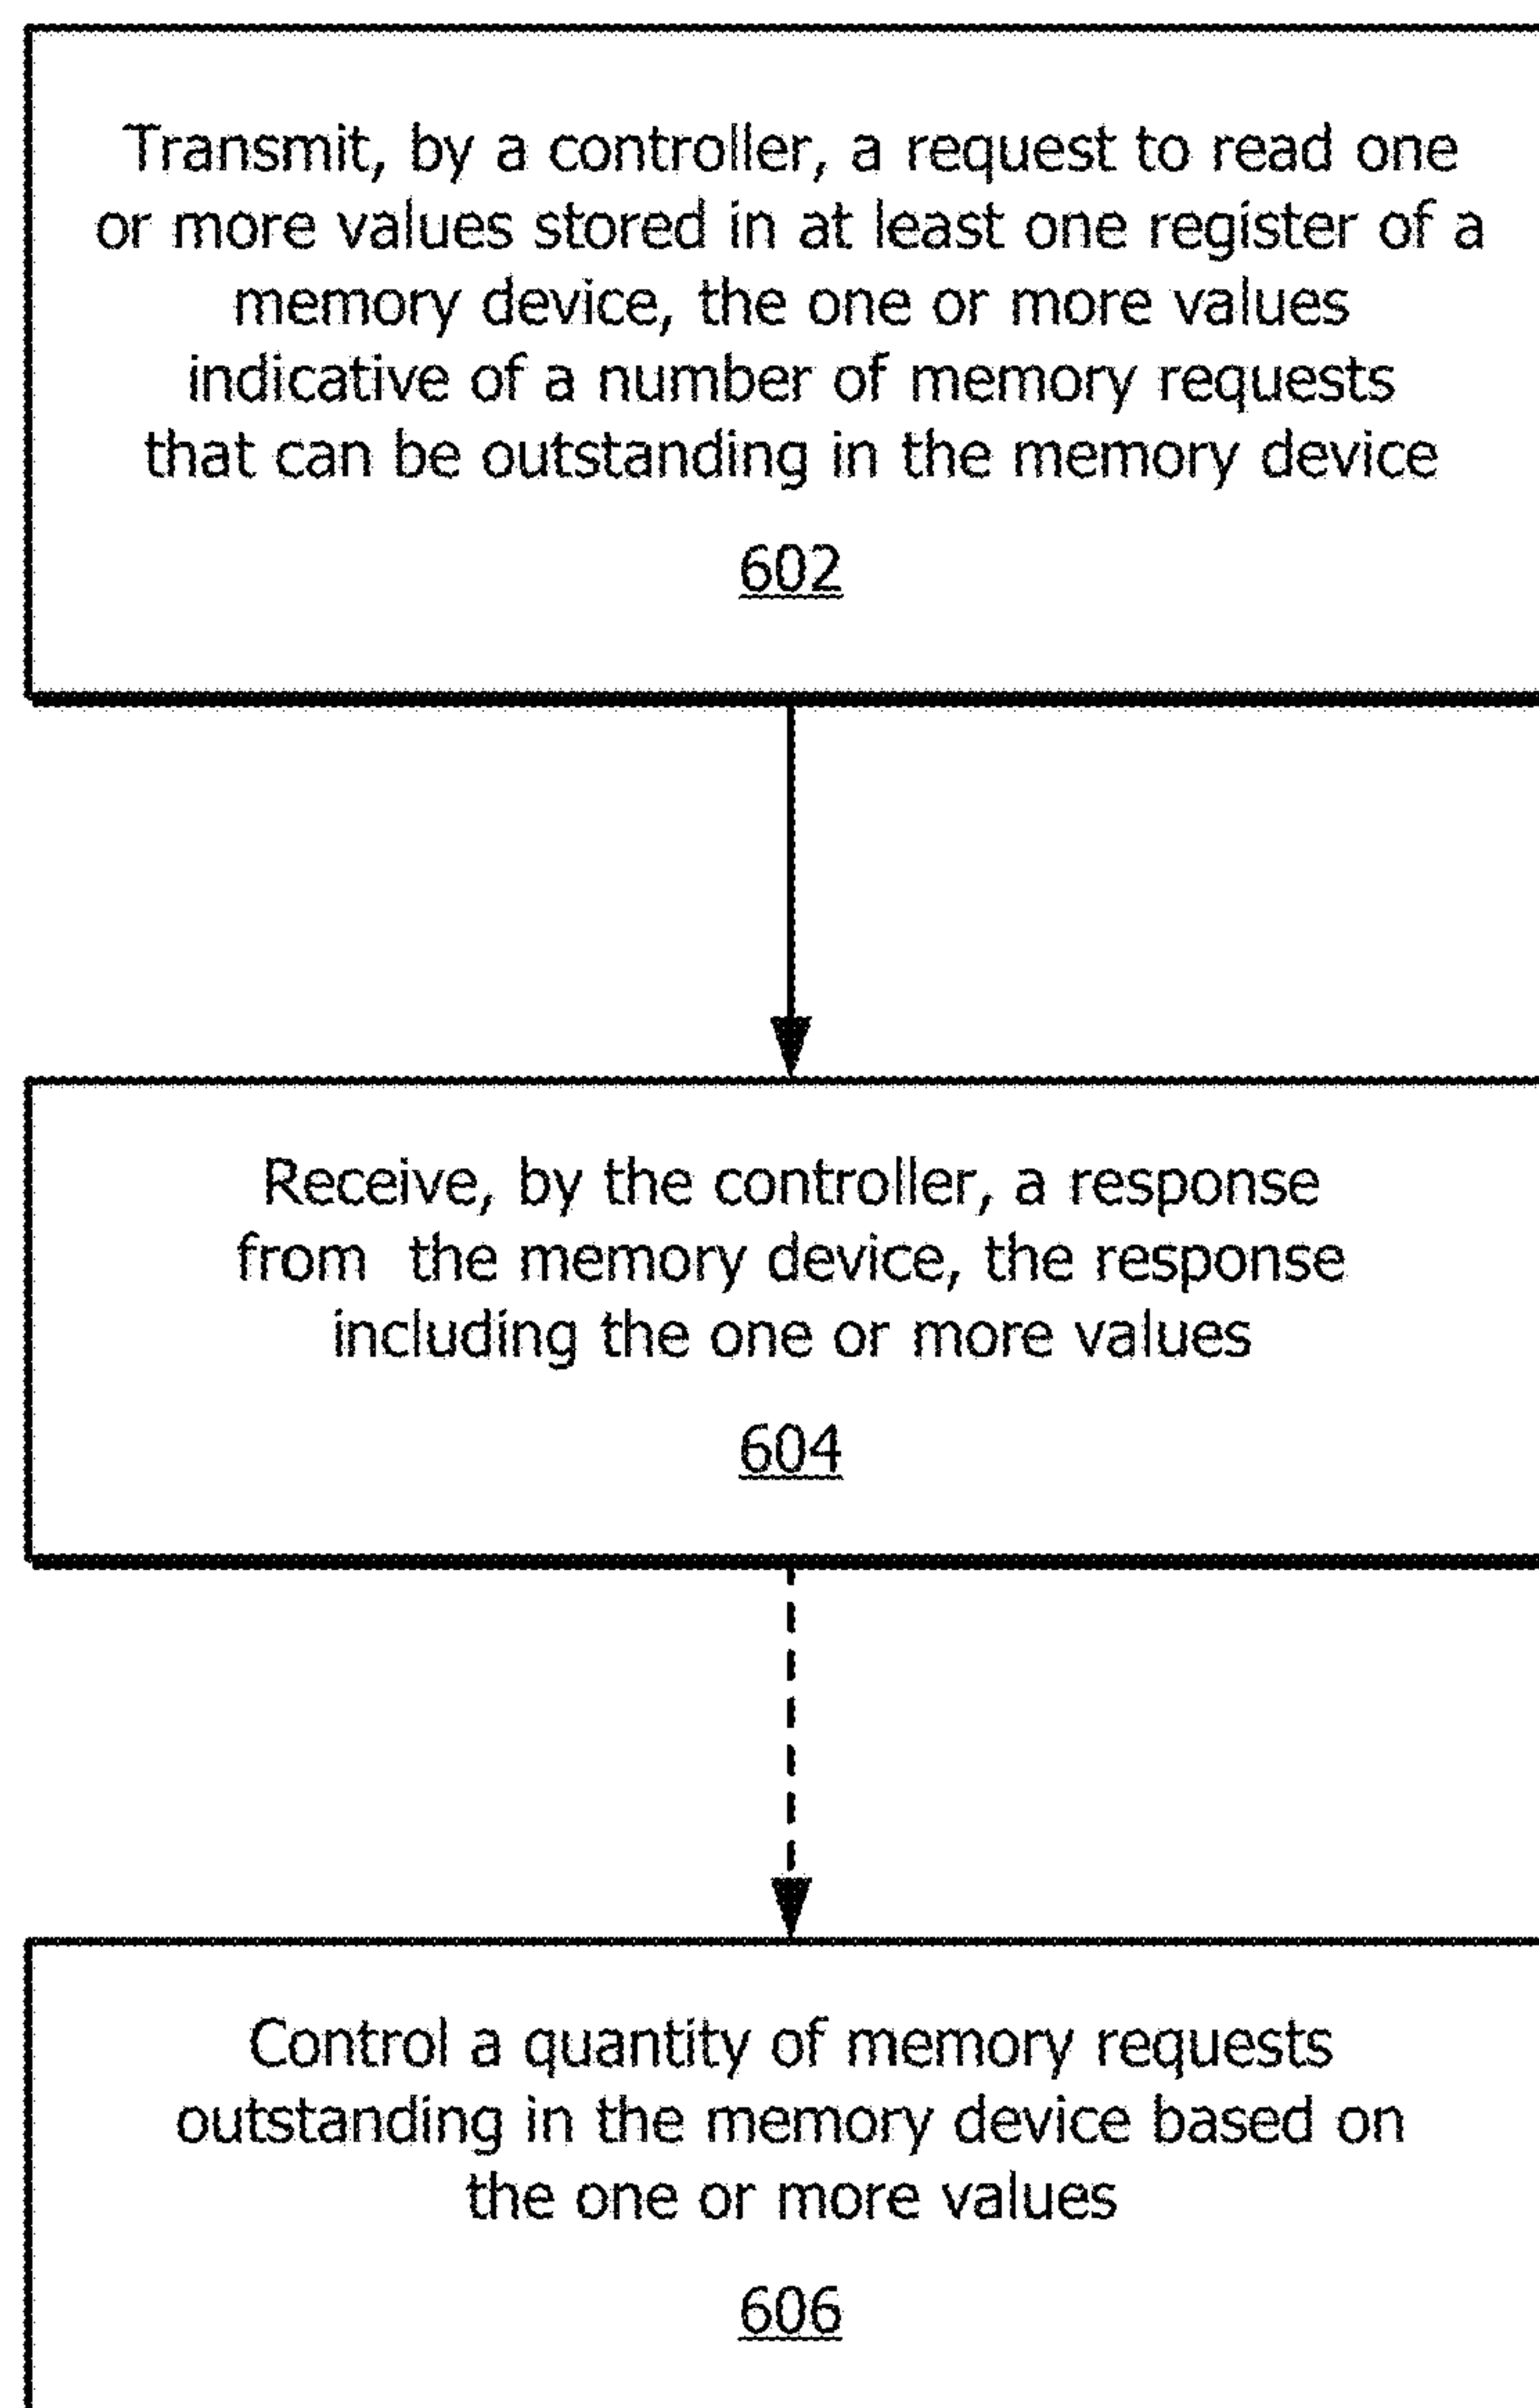 Transmit, by a controller, a request to read one
or more values stored in at least one register of a
memory device, the one or more values
indicative of a number of memory requests
that can be outstanding in the memory device
602
Receive, by the controller, a response
from  the memory device, the response
including the one or more values
604
Control a quantity of memory requests
outstanding in the memory device based on
the one or more values
606